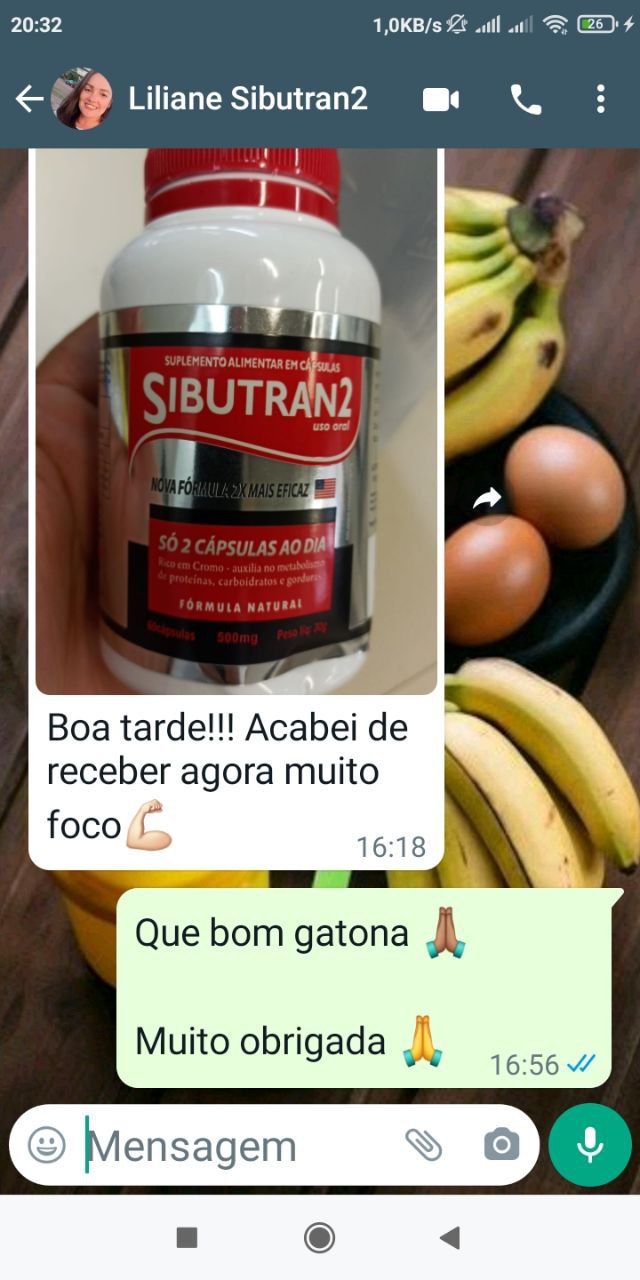 20:32
1,0KB/s
26
Liliane Sibutran2
SUPLEMENTO ALIMENTAR EM CÁPSULAS
SIBUTRAN2
uso oral
NOVA FÓRMULA 2X MAIS EFICAZ
SÓ 2 CÁPSULAS AO DIA
Rico em Cromo - auxilia no metabolismo
de proteínas, carboidratos e gorduras
FÓRMULA NATURAL
60cápsulas 500mg Peso líq: 30g
Boa tarde!!! Acabei de
receber agora muito
foco💪🏻
16:18
Que bom gatona 🙏🏽
Muito obrigada 🙏
16:56
Mensagem